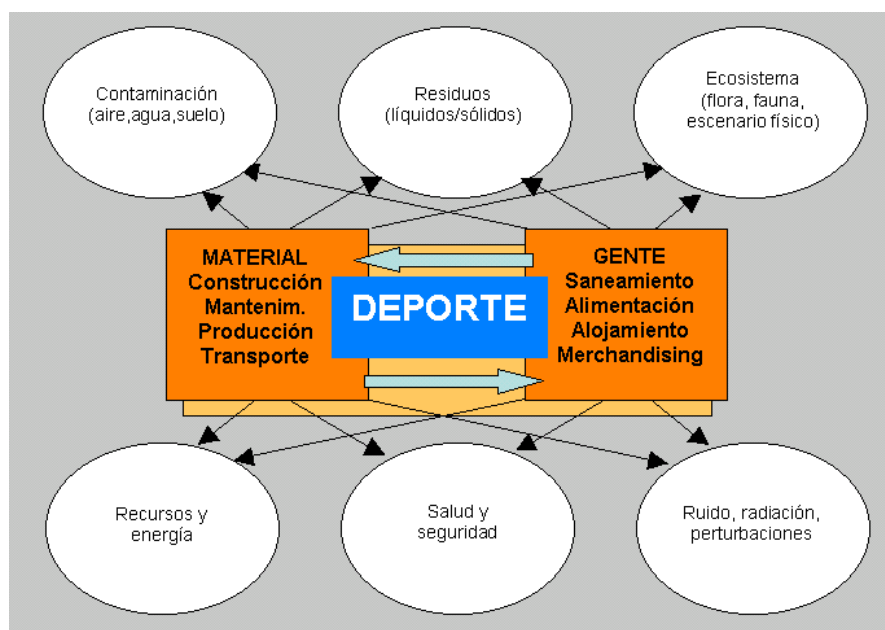 Contaminación
(aire,agua,suelo)
Residuos
(líquidos/sólidos)
Ecosistema
(flora, fauna,
escenario físico)
MATERIAL
Construcción
Mantenim.
Producción
Transporte
DEPORTE
GENTE
Saneamiento
Alimentación
Alojamiento
Merchandising
Recursos y
energía
Salud y
seguridad
Ruido, radiación,
perturbaciones